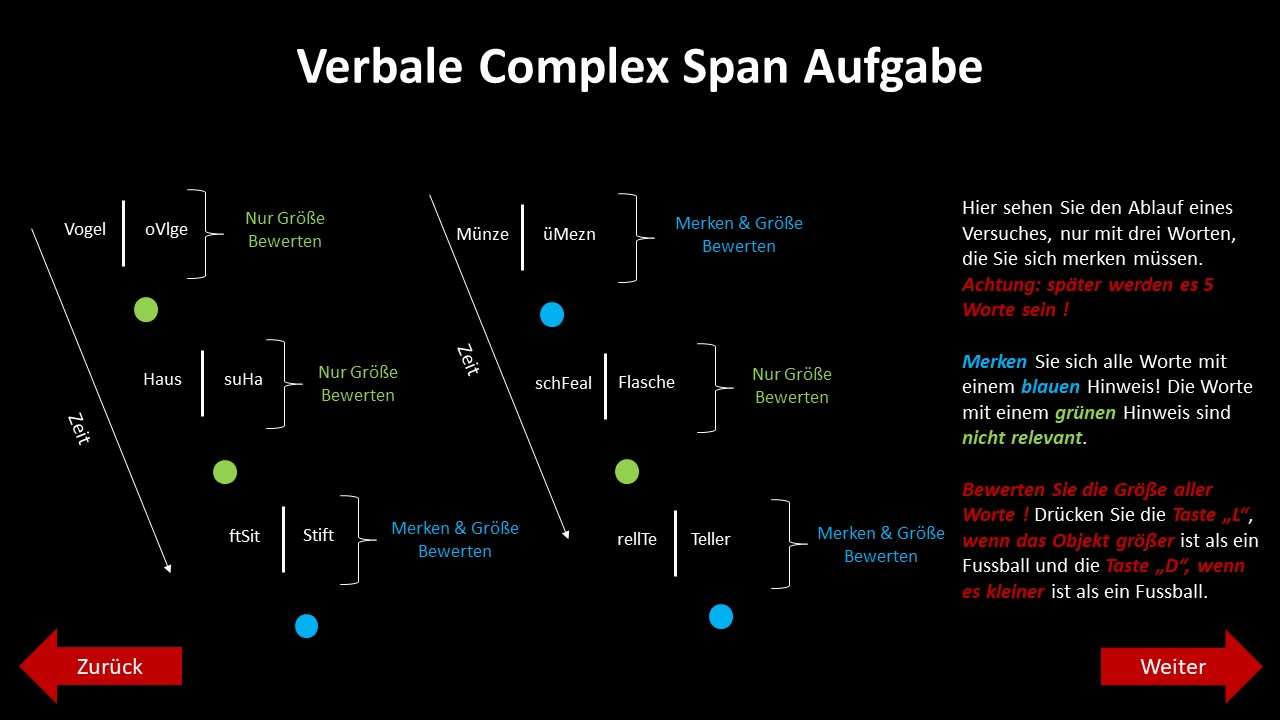 Verbale Complex Span Aufgabe
Vogel oVlge
Nur Größe
Bewerten
Haus suHa
Nur Größe
Bewerten
Zeit
ftSit Stift
Merken & Größe
Bewerten
Münze üMezn
Merken & Größe
Bewerten
Zeit
schFeal Flasche
Nur Größe
Bewerten
rellTe Teller
Merken & Größe
Bewerten
Hier sehen Sie den Ablauf eines
Versuches, nur mit drei Worten,
die Sie sich merken müssen.
Achtung: später werden es 5
Worte sein !
Merken Sie sich alle Worte mit
einem blauen Hinweis! Die Worte
mit einem grünen Hinweis sind
nicht relevant.
Bewerten Sie die Größe aller
Worte ! Drücken Sie die Taste „L“,
wenn das Objekt größer ist als ein
Fussball und die Taste „D“, wenn
es kleiner ist als ein Fussball.
Zurück
Weiter